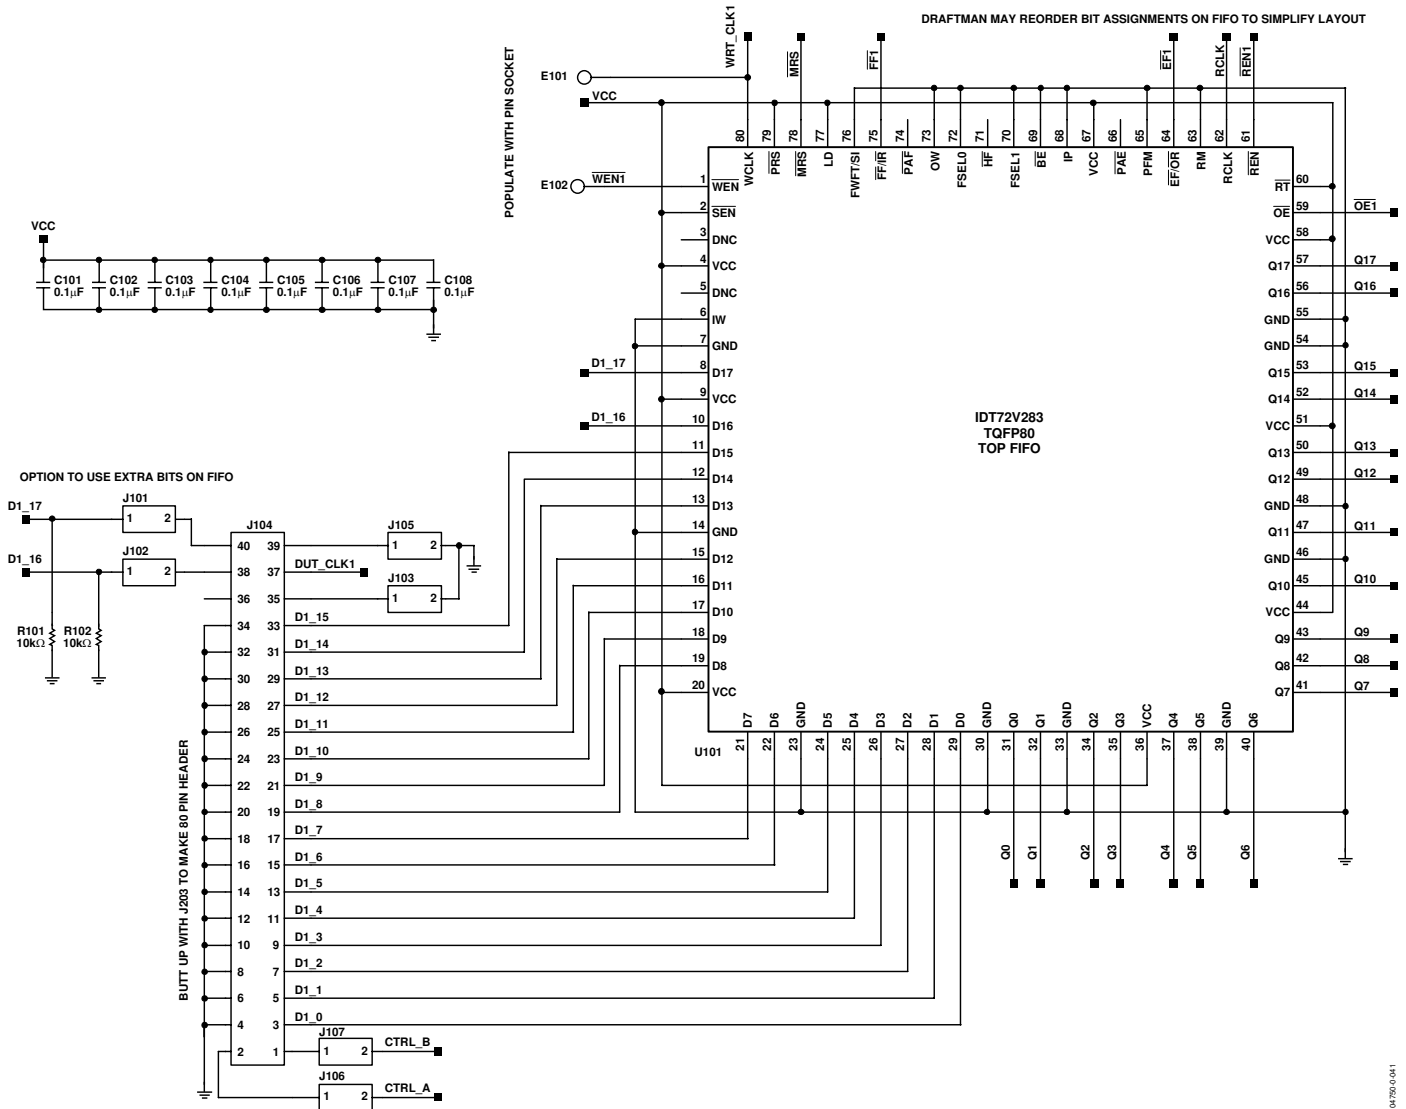 DRAFTMAN MAY REORDER BIT ASSIGNMENTS ON FIFO TO SIMPLIFY LAYOUT
WRT_CLK1
MRS
FF1
EF1
RCLK
REN1
POPULATE WITH PIN SOCKET
E101
VCC
E102
WEN1
80 79 78 77 76 75 74 73 72 71 70 69 68 67 66 65 64 63 62 61
WCLK PRS MRS LD FWFT/SI FF/IR PAF OW FSEL0 HF FSEL1 BE IP VCC PAE PFM EF/OR RM RCLK REN
1 WEN
2 SEN
3 DNC
4 VCC
5 DNC
6 IW
7 GND
D1_17 8 D17
9 VCC
D1_16 10 D16
11 D15
12 D14
13 D13
14 GND
15 D12
16 D11
17 D10
18 D9
19 D8
20 VCC
IDT72V283
TQFP80
TOP FIFO
RT 60
OE 59 OE1
VCC 58
Q17 57 Q17
Q16 56 Q16
GND 55
GND 54
Q15 53 Q15
Q14 52 Q14
VCC 51
Q13 50 Q13
Q12 49 Q12
GND 48
Q11 47 Q11
GND 46
Q10 45 Q10
VCC 44
Q9 43 Q9
Q8 42 Q8
Q7 41 Q7
D7 D6 GND D5 D4 D3 D2 D1 D0 GND Q0 Q1 GND Q2 Q3 VCC Q4 Q5 GND Q6
U101
21 22 23 24 25 26 27 28 29 30 31 32 33 34 35 36 37 38 39 40
Q0 Q1 Q2 Q3 Q4 Q5 Q6
VCC
C101 C102 C103 C104 C105 C106 C107 C108
0.1µF 0.1µF 0.1µF 0.1µF 0.1µF 0.1µF 0.1µF 0.1µF
OPTION TO USE EXTRA BITS ON FIFO
D1_17
J101
1 2
D1_16
J102
1 2
R101
10kΩ
R102
10kΩ
J104
J105
1 2
J103
1 2
40 39
38 37 DUT_CLK1
36 35
34 33 D1_15
32 31 D1_14
30 29 D1_13
28 27 D1_12
26 25 D1_11
24 23 D1_10
22 21 D1_9
20 19 D1_8
18 17 D1_7
16 15 D1_6
14 13 D1_5
12 11 D1_4
10 9 D1_3
8 7 D1_2
6 5 D1_1
4 3 D1_0
2 1
BUTT UP WITH J203 TO MAKE 80 PIN HEADER
J107
1 2 CTRL_B
J106
1 2 CTRL_A
04750-0-041